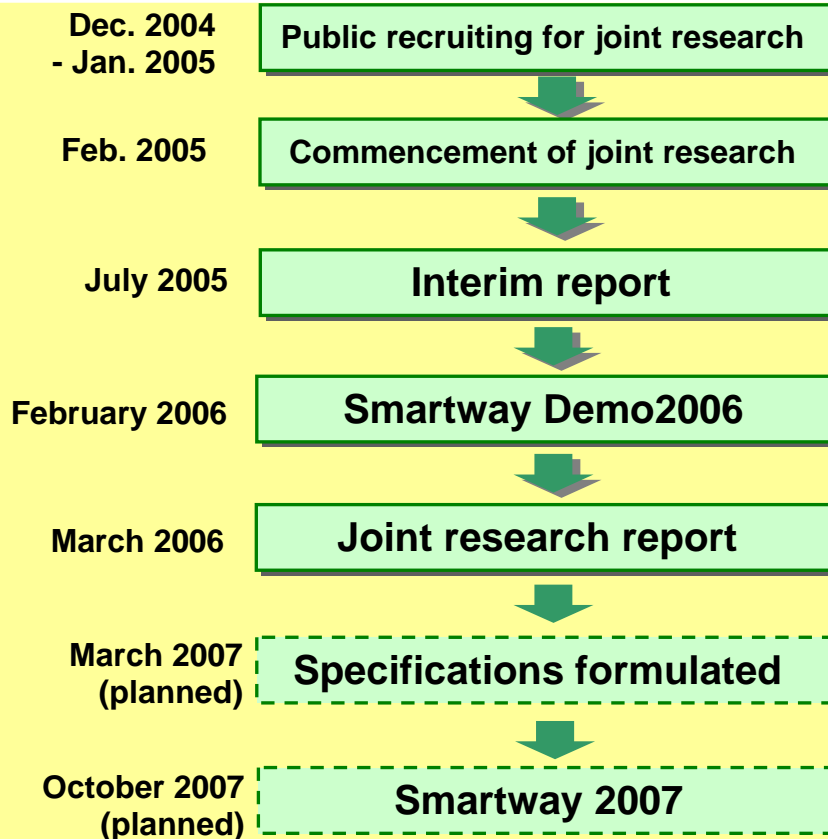 Dec. 2004
- Jan. 2005
Public recruiting for joint research
Feb. 2005
Commencement of joint research
July 2005
Interim report
February 2006
Smartway Demo2006
March 2006
Joint research report
March 2007
(planned)
Specifications formulated
October 2007
(planned)
Smartway 2007